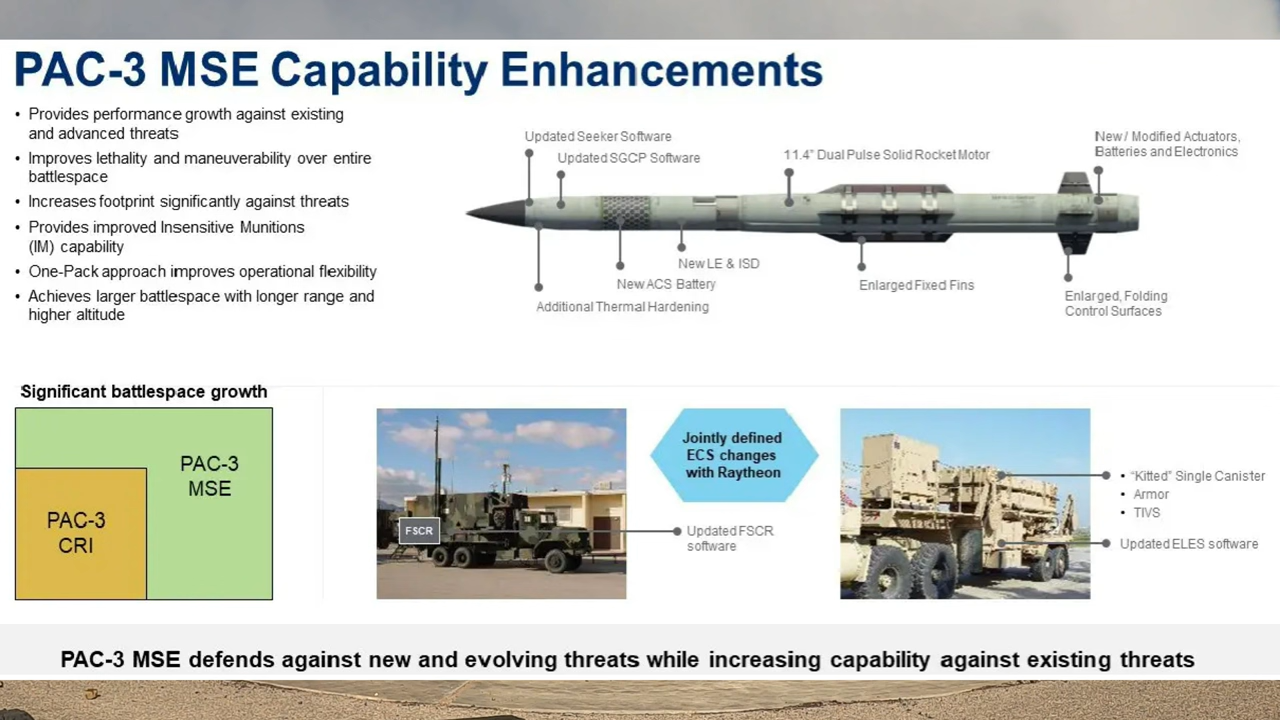 PAC-3 MSE Capability Enhancements
• Provides performance growth against existing
and advanced threats
• Improves lethality and maneuverability over entire
battlespace
• Increases footprint significantly against threats
• Provides improved Insensitive Munitions
(IM) capability
• One-Pack approach improves operational flexibility
• Achieves larger battlespace with longer range and
higher altitude
Updated Seeker Software
Updated SGCP Software
11.4" Dual Pulse Solid Rocket Motor
New / Modified Actuators,
Batteries and Electronics
New LE & ISD
New ACS Battery
Additional Thermal Hardening
Enlarged Fixed Fins
Enlarged, Folding
Control Surfaces
Significant battlespace growth
PAC-3
MSE
PAC-3
CRI
FSCR
Jointly defined
ECS changes
with Raytheon
Updated FSCR
software
• "Kitted" Single Canister
• Armor
• TIVS
Updated ELES software
PAC-3 MSE defends against new and evolving threats while increasing capability against existing threats